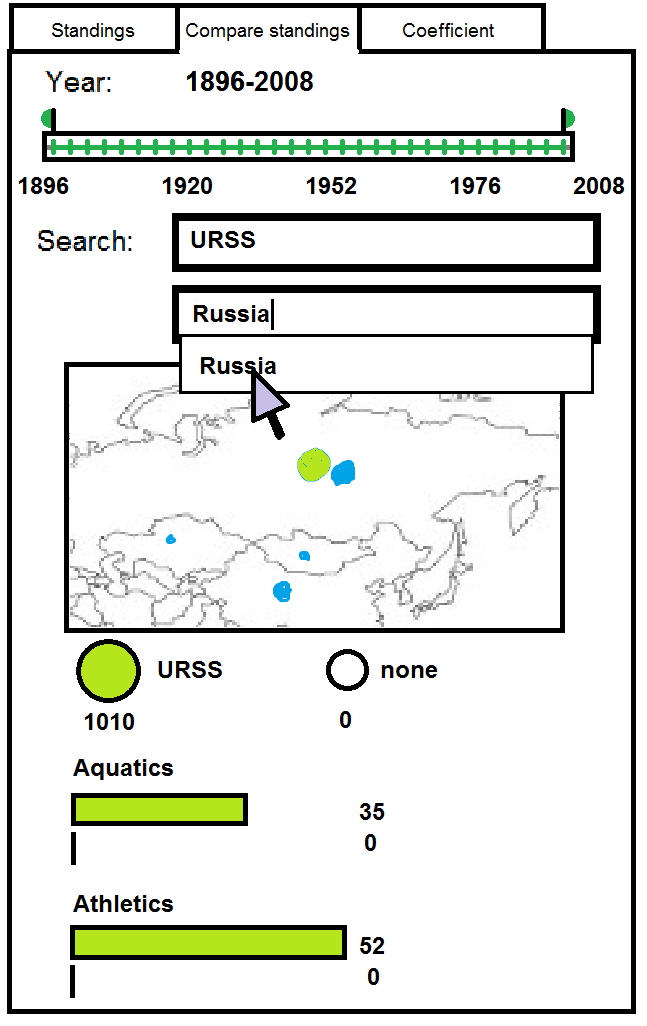 Standings Compare standings Coefficient
Year: 1896-2008
1896 1920 1952 1976 2008
Search: URSS
Russia
Russia
URSS none
1010 0
Aquatics
35
0
Athletics
52
0